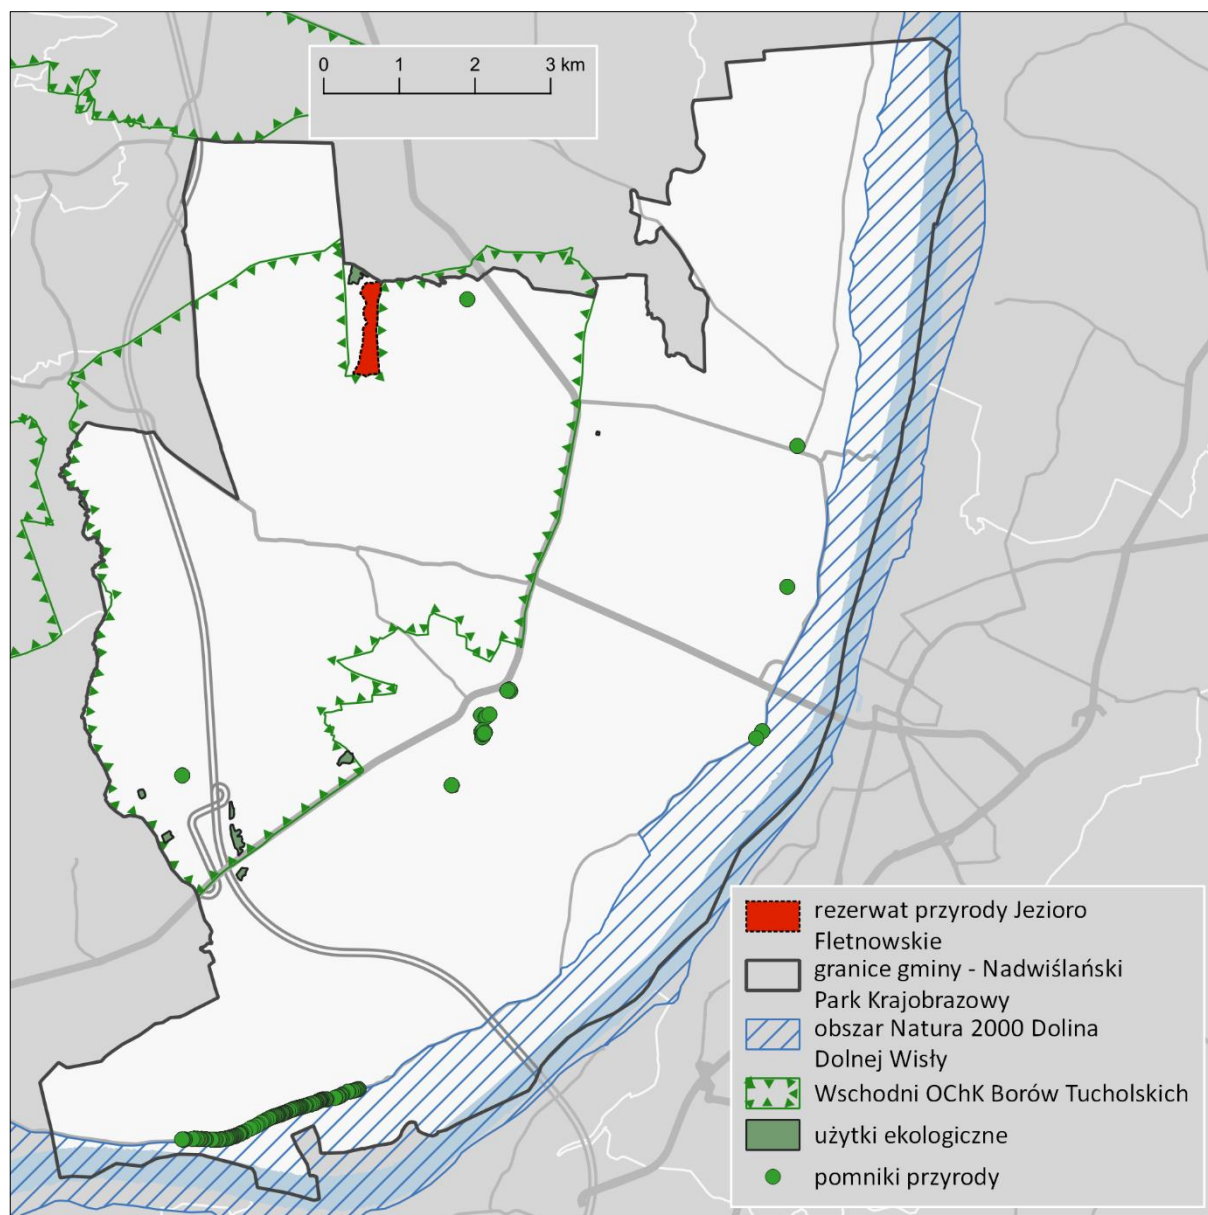 0 1 2 3 km
rezerwat przyrody Jezioro
Fletnowskie
granice gminy - Nadwiślański
Park Krajobrazowy
obszar Natura 2000 Dolina
Dolnej Wisły
Wschodni OChK Borów Tucholskich
użytki ekologiczne
pomniki przyrody